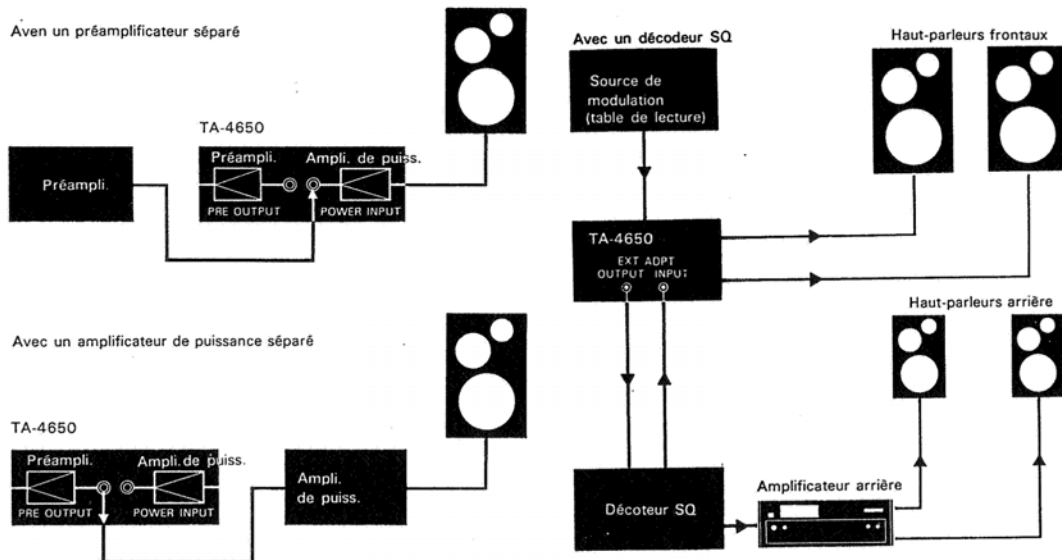 Aven un préamplificateur séparé
TA-4650
Préampli.
Préampli.
Ampli. de puiss.
PRE OUTPUT
POWER INPUT
Avec un amplificateur de puissance séparé
TA-4650
Préampli.
Ampli. de puiss.
PRE OUTPUT
POWER INPUT
Ampli.
de puiss.
Avec un décodeur SQ
Source de
modulation
(table de lecture)
Haut-parleurs frontaux
TA-4650
EXT ADPT
OUTPUT INPUT
Haut-parleurs arrière
Décoteur SQ
Amplificateur arrière